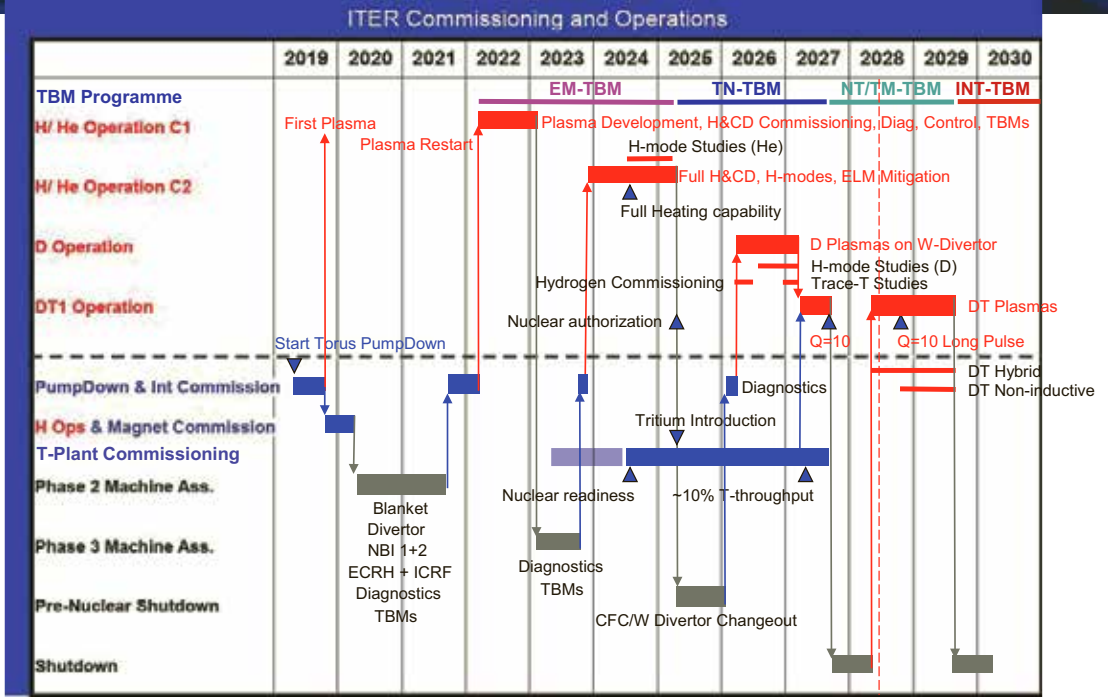 ITER Commissioning and Operations
2019 2020 2021 2022 2023 2024 2025 2026 2027 2028 2029 2030
TBM Programme
EM-TBM TN-TBM NT/TM-TBM INT-TBM
H/ He Operation C1
First Plasma
Plasma Restart
Plasma Development, H&CD Commissioning, Diag, Control, TBMs
H-mode Studies (He)
H/ He Operation C2
Full H&CD, H-modes, ELM Mitigation
Full Heating capability
D Operation
D Plasmas on W-Divertor
H-mode Studies (D)
Hydrogen Commissioning
Trace-T Studies
DT1 Operation
DT Plasmas
Nuclear authorization
Q=10
Q=10 Long Pulse
Start Torus PumpDown
DT Hybrid
PumpDown & Int Commission
Diagnostics
DT Non-inductive
H Ops & Magnet Commission
Tritium Introduction
T-Plant Commissioning
Phase 2 Machine Ass.
Nuclear readiness
~10% T-throughput
Blanket
Divertor
NBI 1+2
ECRH + ICRF
Diagnostics
TBMs
Phase 3 Machine Ass.
Diagnostics
TBMs
Pre-Nuclear Shutdown
CFC/W Divertor Changeout
Shutdown